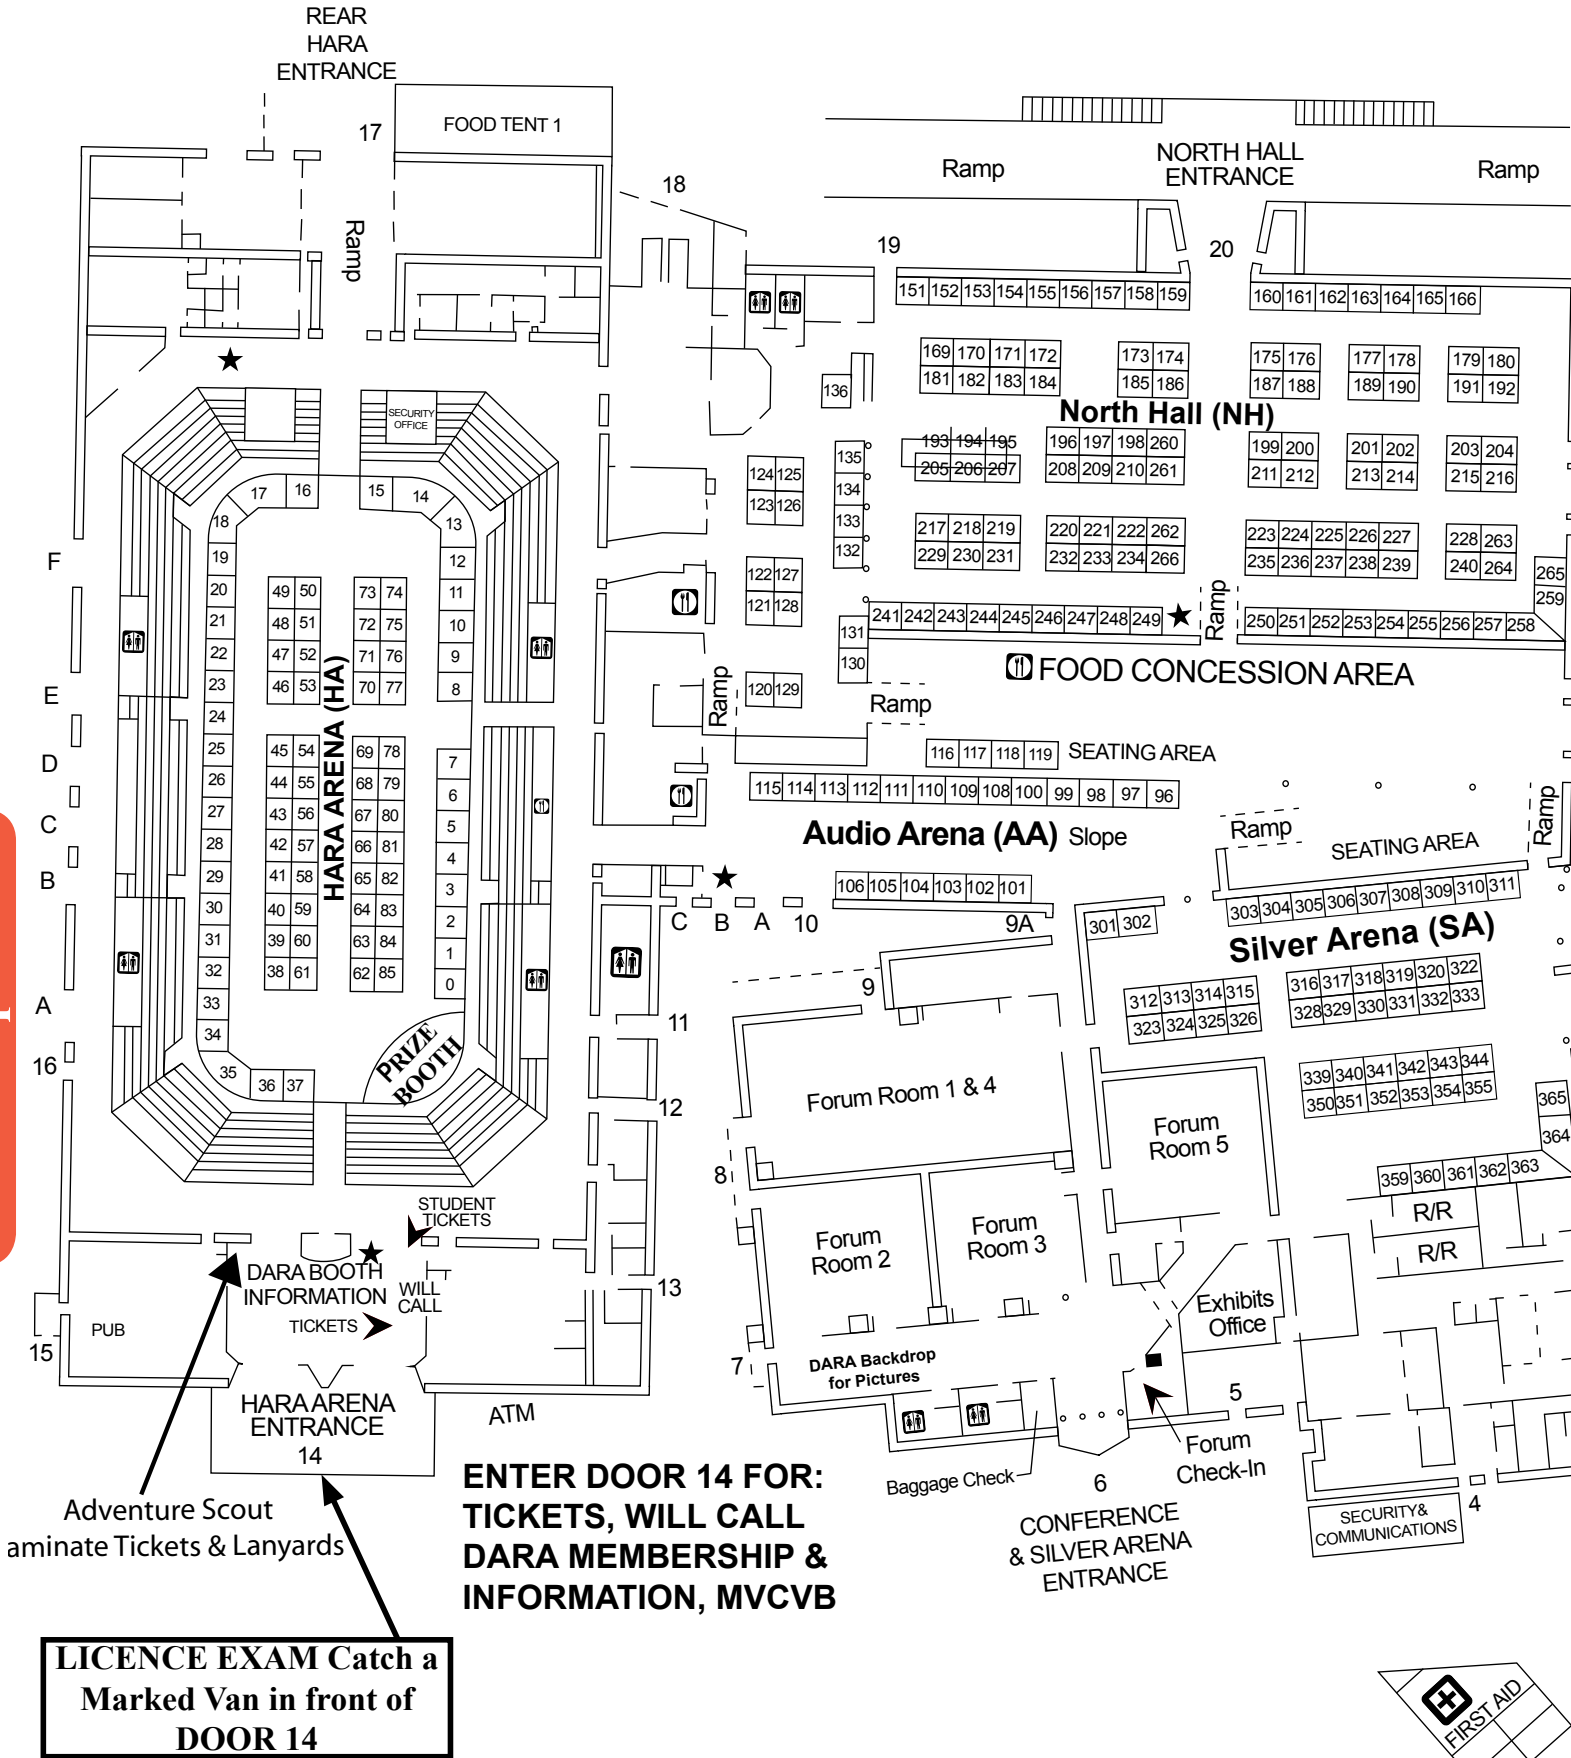 REAR
HARA
ENTRANCE
17
FOOD TENT 1
18
Ramp
NORTH HALL
ENTRANCE
Ramp
Ramp
19
20
151 152 153 154 155 156 157 158 159
160 161 162 163 164 165 166
169 170 171 172
173 174
175 176
177 178
179 180
181 182 183 184
185 186
187 188
189 190
191 192
136
North Hall (NH)
SECURITY
OFFICE
193 194 195
196 197 198 260
199 200
201 202
203 204
205 206 207
208 209 210 261
211 212
213 214
215 216
135
134
133
132
124 125
123 126
217 218 219
220 221 222 262
223 224 225 226 227
228 263
229 230 231
232 233 234 266
235 236 237 238 239
240 264
265
259
122 127
121 128
241 242 243 244 245 246 247 248 249
Ramp
250 251 252 253 254 255 256 257 258
131
130
FOOD CONCESSION AREA
120 129
Ramp
Ramp
116 117 118 119
SEATING AREA
115 114 113 112 111 110 109 108 100 99 98 97 96
Audio Arena (AA) Slope
Ramp
SEATING AREA
Ramp
106 105 104 103 102 101
C B A 10
9A
17 16 15 14
18 13
19 12
20 11
21 10
22 9
23 8
24
25 7
26 6
27 5
28 4
29 3
30 2
31 1
32 0
33
34
35 36 37
49 50 73 74
48 51 72 75
47 52 71 76
46 53 70 77
45 54 69 78
44 55 68 79
43 56 67 80
42 57 66 81
41 58 65 82
40 59 64 83
39 60 63 84
38 61 62 85
HARA ARENA (HA)
PRIZE
BOOTH
F
E
D
C
B
A
16
303 304 305 306 307 308 309 310 311
301 302
Silver Arena (SA)
312 313 314 315
316 317 318 319 320 322
323 324 325 326
328 329 330 331 332 333
339 340 341 342 343 344
350 351 352 353 354 355
365
364
359 360 361 362 363
R/R
R/R
9
11
12
8
13
7
Forum Room 1 & 4
Forum
Room 5
Forum
Room 2
Forum
Room 3
Exhibits
Office
DARA Backdrop
for Pictures
STUDENT
TICKETS
DARA BOOTH
INFORMATION
WILL
CALL
TICKETS
PUB
15
HARA ARENA
ENTRANCE
14
ATM
5
Forum
Check-In
Baggage Check
6
CONFERENCE
& SILVER ARENA
ENTRANCE
4
SECURITY&
COMMUNICATIONS
Adventure Scout
aminate Tickets & Lanyards
ENTER DOOR 14 FOR:
TICKETS, WILL CALL
DARA MEMBERSHIP &
INFORMATION, MVCVB
LICENCE EXAM Catch a
Marked Van in front of
DOOR 14
FIRST AID